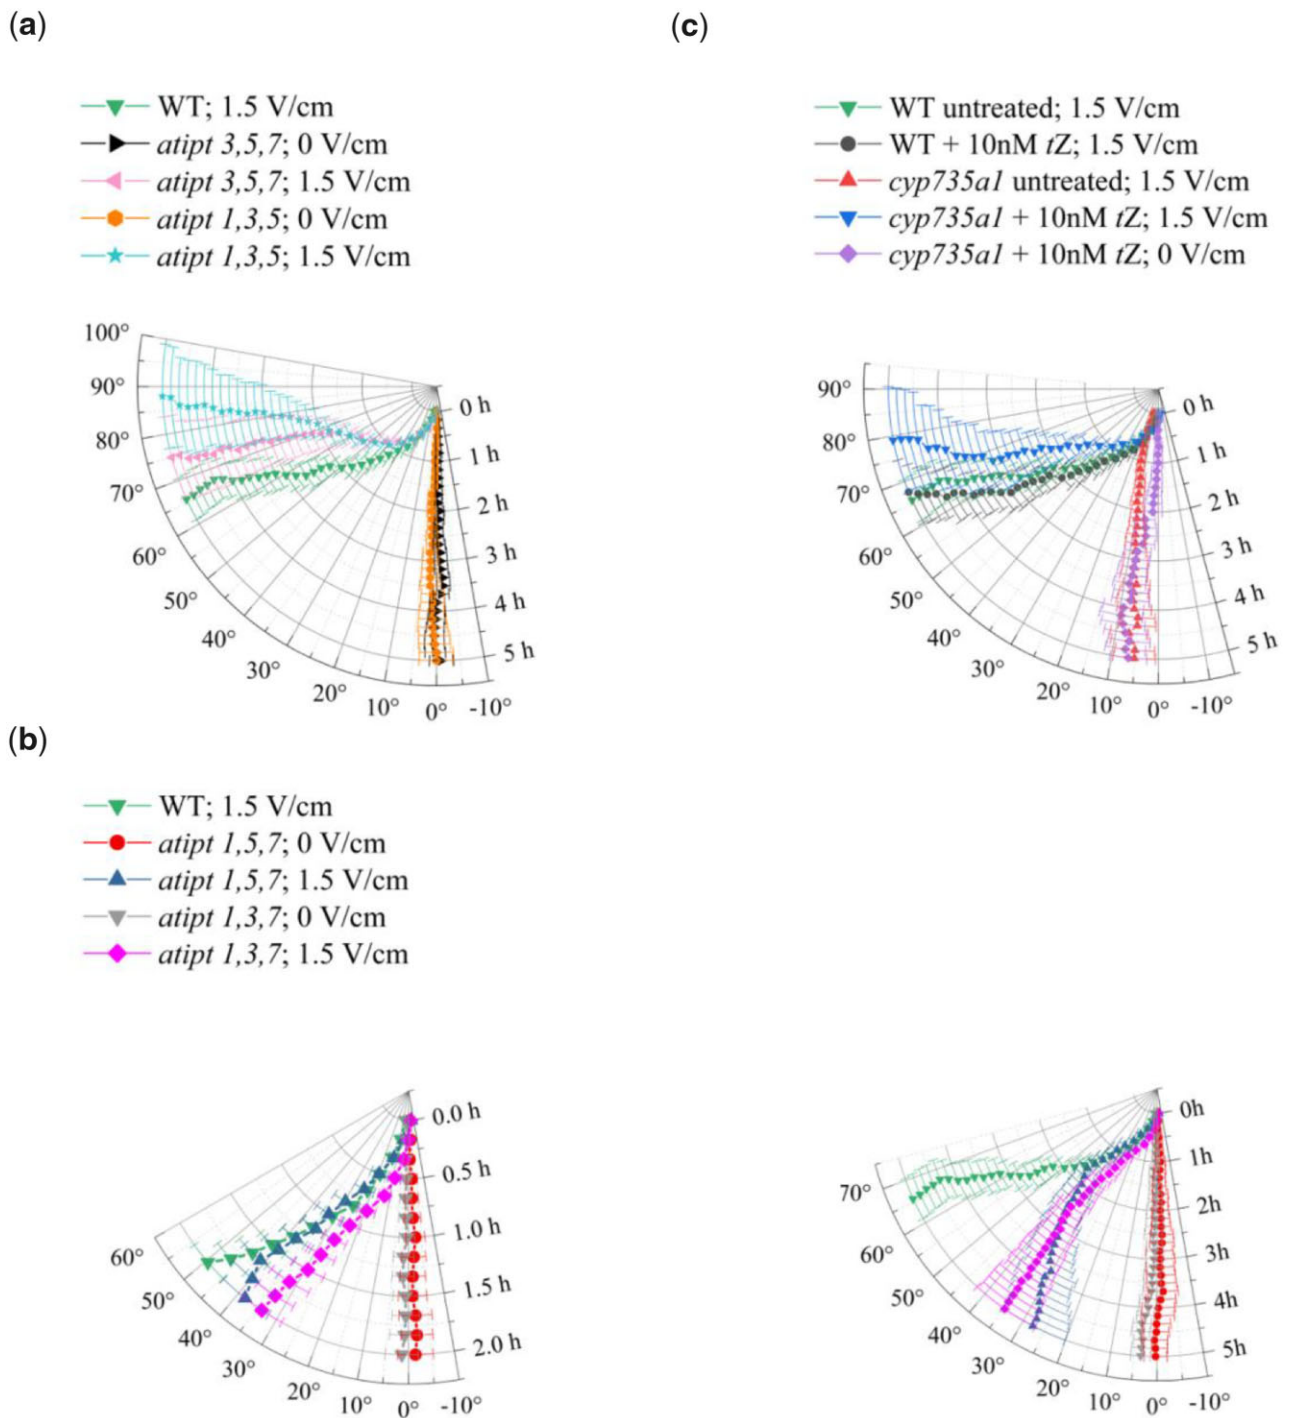 (a)
WT; 1.5 V/cm
atipt 3,5,7; 0 V/cm
atipt 3,5,7; 1.5 V/cm
atipt 1,3,5; 0 V/cm
atipt 1,3,5; 1.5 V/cm
100°
90°
80°
70°
60°
50°
40°
30°
20°
10°
0°
-10°
0 h
1 h
2 h
3 h
4 h
5 h
(c)
WT untreated; 1.5 V/cm
WT + 10nM tZ; 1.5 V/cm
cyp735a1 untreated; 1.5 V/cm
cyp735a1 + 10nM tZ; 1.5 V/cm
cyp735a1 + 10nM tZ; 0 V/cm
90°
80°
70°
60°
50°
40°
30°
20°
10°
0°
-10°
0 h
1 h
2 h
3 h
4 h
5 h
(b)
WT; 1.5 V/cm
atipt 1,5,7; 0 V/cm
atipt 1,5,7; 1.5 V/cm
atipt 1,3,7; 0 V/cm
atipt 1,3,7; 1.5 V/cm
60°
50°
40°
30°
20°
10°
0°
-10°
0.0 h
0.5 h
1.0 h
1.5 h
2.0 h
70°
60°
50°
40°
30°
20°
10°
0°
-10°
0h
1h
2h
3h
4h
5h